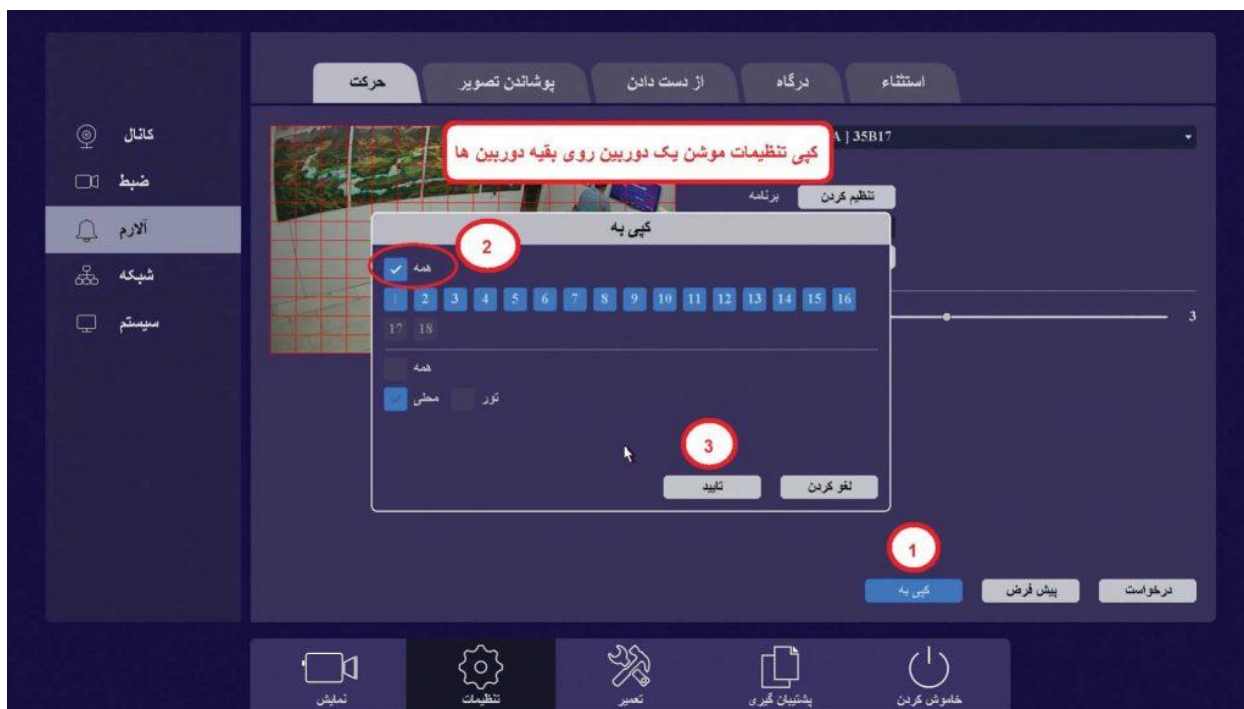 استثناء
درگاه
از دست دادن
پوشاندن تصویر
حرکت
کانال
ضبط
آلارم
شبکه
سیستم
A ] 35B17
کپی تنظیمات موشن یک دوربین روی بقیه دوربین ها
تنظیم کردن
برنامه
3
کپی به
2
همه
1 2 3 4 5 6 7 8 9 10 11 12 13 14 15 16
17 18
همه
محلی
تور
3
تایید
لغو کردن
1
کپی به
پیش فرض
درخواست
نمایش
تنظیمات
تعمیر
پشتیبان گیری
خاموش کردن